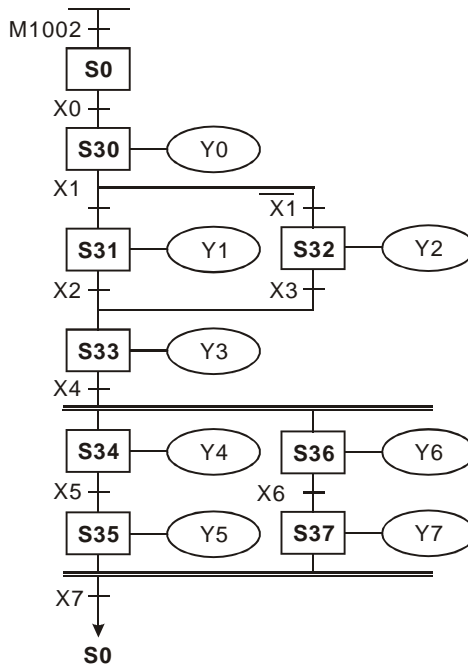 M1002
S0
X0
S30 Y0
X1 X̅1̅
S31 Y1 S32 Y2
X2 X3
S33 Y3
X4
S34 Y4 S36 Y6
X5 X6
S35 Y5 S37 Y7
X7
S0